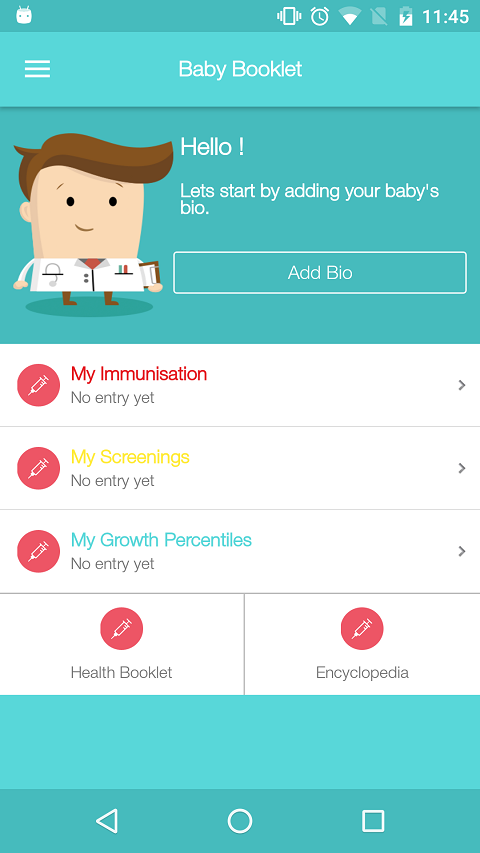 11:45
Baby Booklet
Hello !
Lets start by adding your baby's
bio.
Add Bio
My Immunisation
No entry yet
My Screenings
No entry yet
My Growth Percentiles
No entry yet
Health Booklet
Encyclopedia